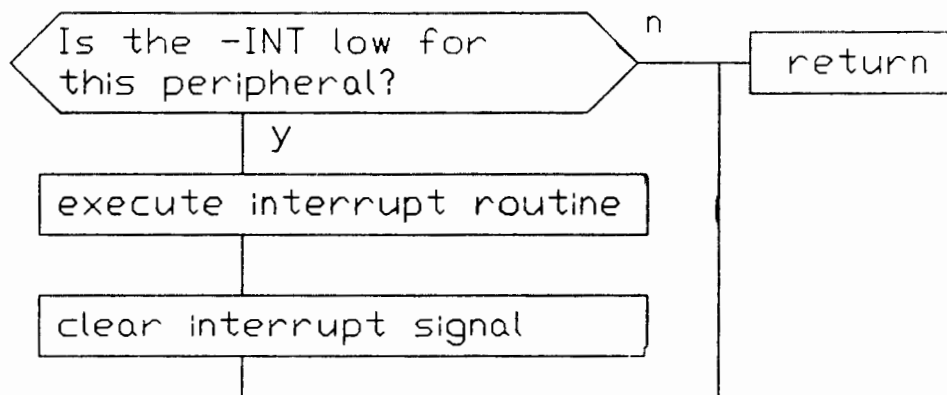 Is the -INT low for
this peripheral?
n
return
y
execute interrupt routine
clear interrupt signal